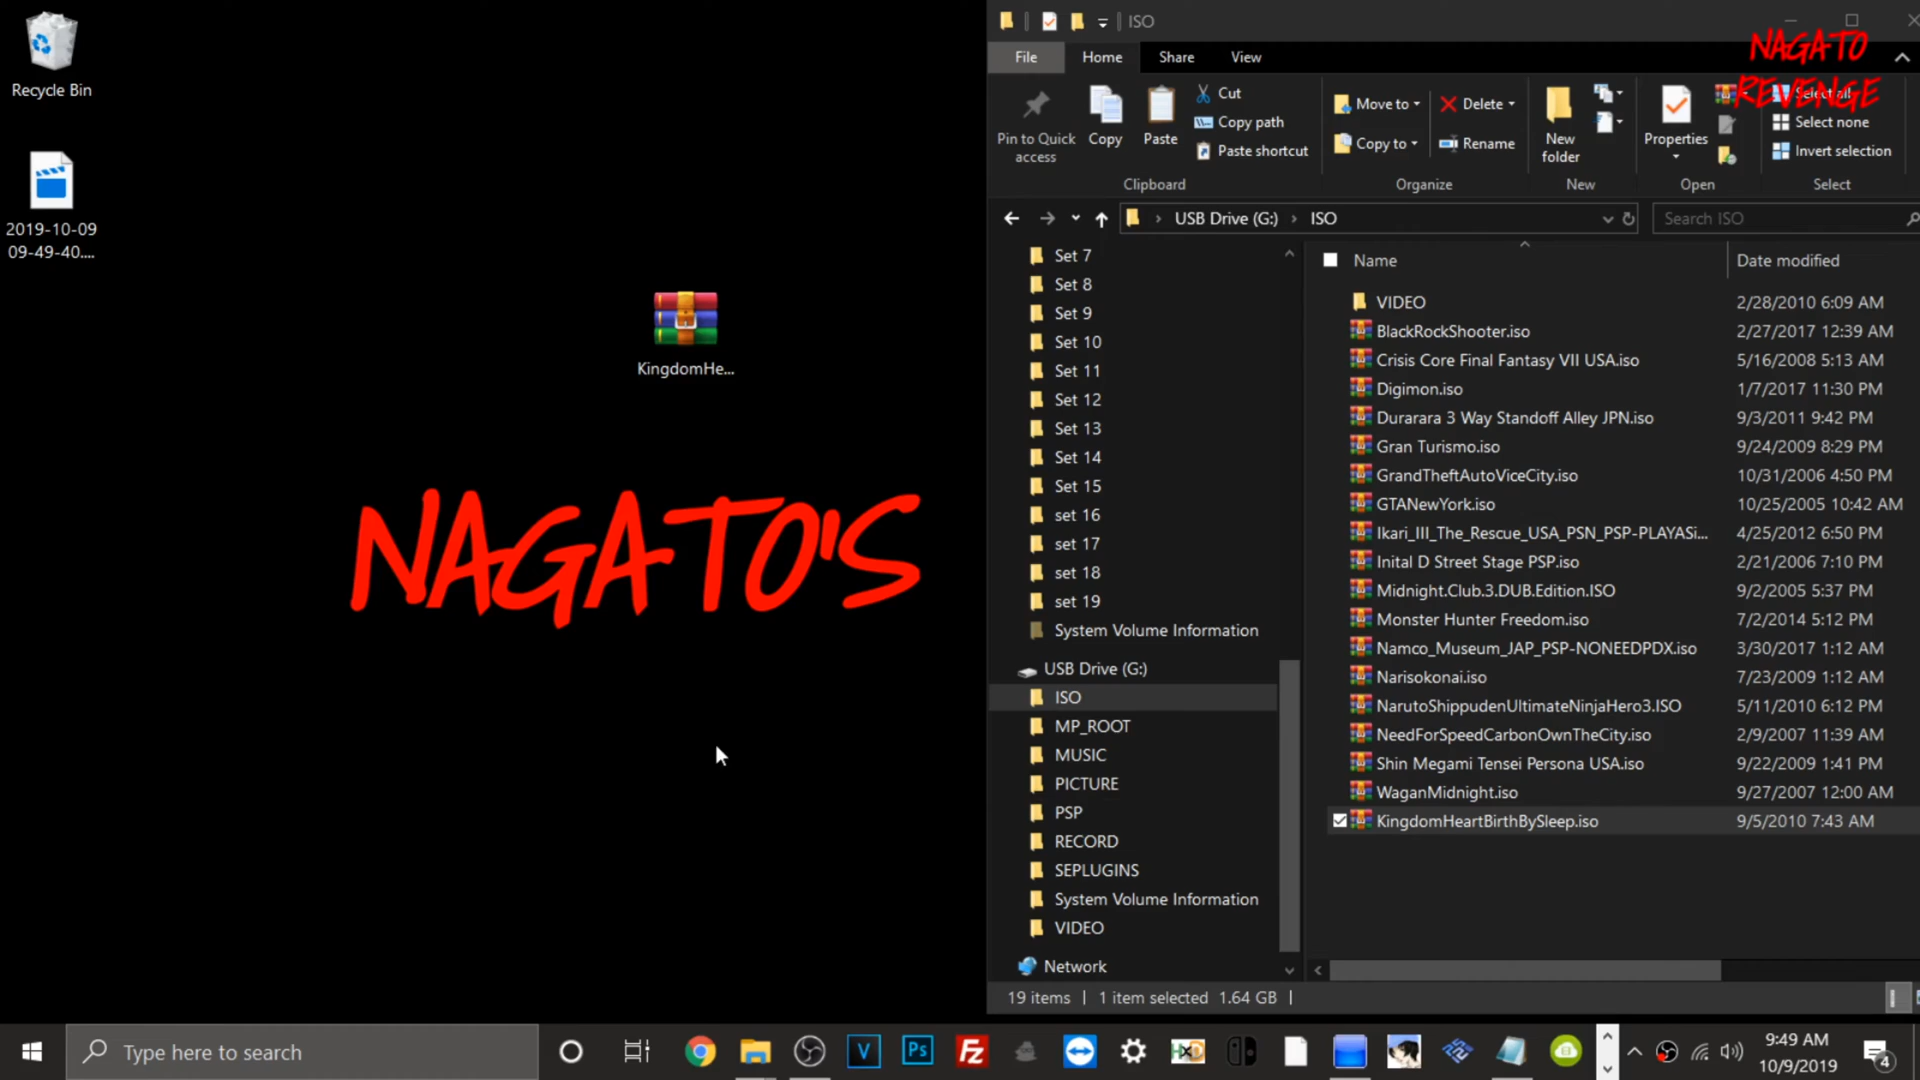 Recycle Bin
2019-10-09
09-49-40....
KingdomHe...
NAGATO'S
ISO
NAGATO
REVENGE
File
Home
Share
View
Pin to Quick
access
Copy
Paste
Cut
Copy path
Paste shortcut
Clipboard
Move to
Copy to
Delete
Rename
Organize
New
folder
New
Properties
Open
Select all
Select none
Invert selection
Select
USB Drive (G:) > ISO
Search ISO
Set 7
Set 8
Set 9
Set 10
Set 11
Set 12
Set 13
Set 14
Set 15
set 16
set 17
set 18
set 19
System Volume Information
USB Drive (G:)
ISO
MP_ROOT
MUSIC
PICTURE
PSP
RECORD
SEPLUGINS
System Volume Information
VIDEO
Network
Name Date modified
VIDEO 2/28/2010 6:09 AM
BlackRockShooter.iso 2/27/2017 12:39 AM
Crisis Core Final Fantasy VII USA.iso 5/16/2008 5:13 AM
Digimon.iso 1/7/2017 11:30 PM
Durarara 3 Way Standoff Alley JPN.iso 9/3/2011 9:42 PM
Gran Turismo.iso 9/24/2009 8:29 PM
GrandTheftAutoViceCity.iso 10/31/2006 4:50 PM
GTANewYork.iso 10/25/2005 10:42 AM
Ikari_III_The_Rescue_USA_PSN_PSP-PLAYASi... 4/25/2012 6:50 PM
Inital D Street Stage PSP.iso 2/21/2006 7:10 PM
Midnight.Club.3.DUB.Edition.ISO 9/2/2005 5:37 PM
Monster Hunter Freedom.iso 7/2/2014 5:12 PM
Namco_Museum_JAP_PSP-NONEEDPDX.iso 3/30/2017 1:12 AM
Narisokonai.iso 7/23/2009 1:12 AM
NarutoShippudenUltimateNinjaHero3.ISO 5/11/2010 6:12 PM
NeedForSpeedCarbonOwnTheCity.iso 2/9/2007 11:39 AM
Shin Megami Tensei Persona USA.iso 9/22/2009 1:41 PM
WaganMidnight.iso 9/27/2007 12:00 AM
KingdomHeartBirthBySleep.iso 9/5/2010 7:43 AM
19 items 1 item selected 1.64 GB
Type here to search
V
Ps
FZ
HXD
9:49 AM
10/9/2019
4